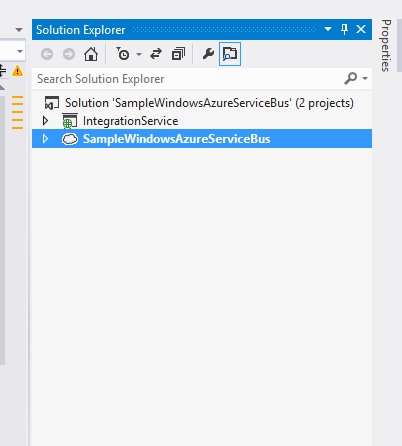 Solution Explorer
Search Solution Explorer
Solution 'SampleWindowsAzureServiceBus' (2 projects)
IntegrationService
SampleWindowsAzureServiceBus
Properties